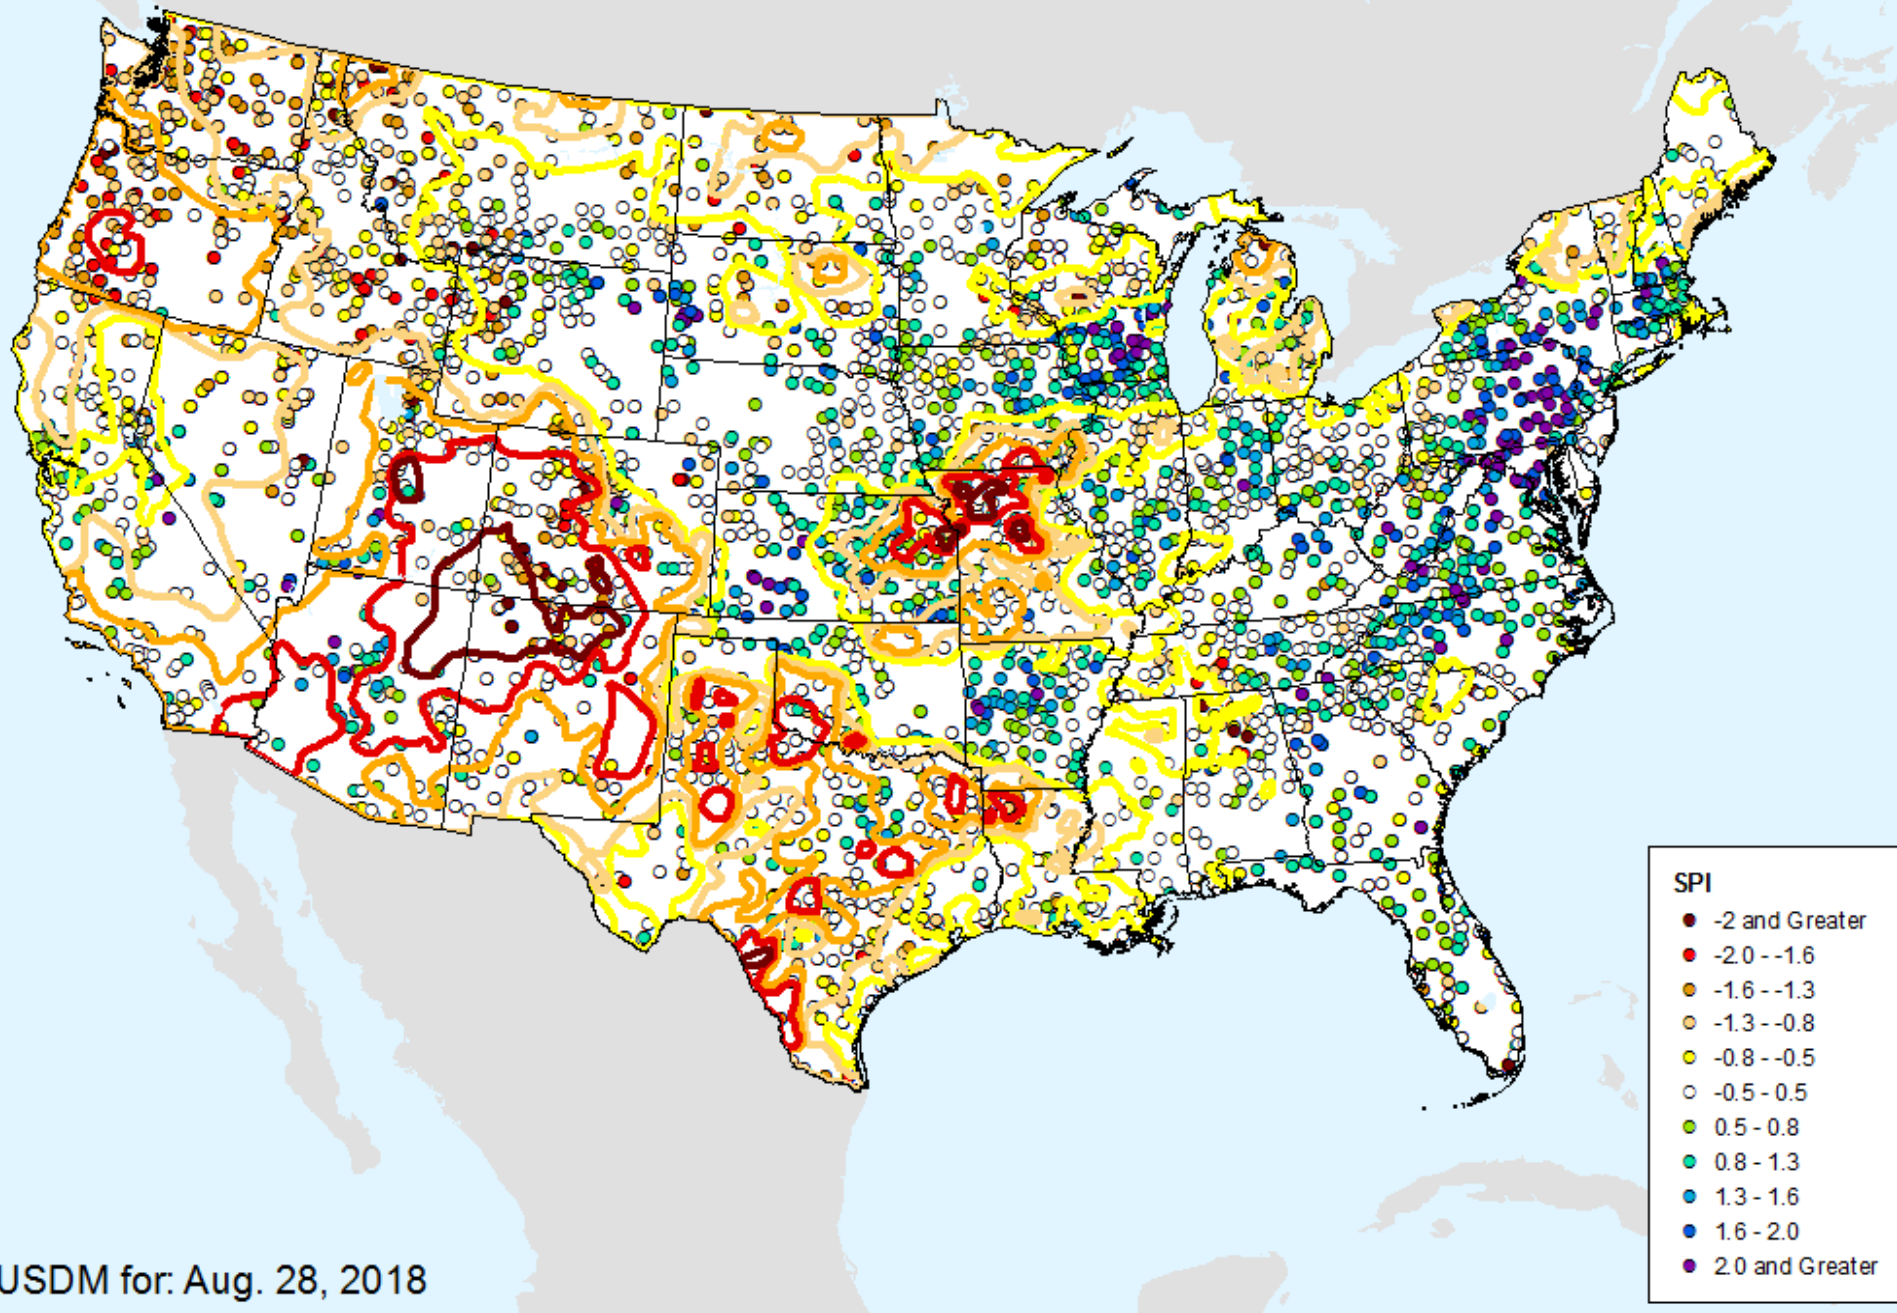 SPI
-2 and Greater
-2.0 - -1.6
-1.6 - -1.3
-1.3 - -0.8
-0.8 - -0.5
-0.5 - 0.5
0.5 - 0.8
0.8 - 1.3
1.3 - 1.6
1.6 - 2.0
2.0 and Greater
USDM for: Aug. 28, 2018